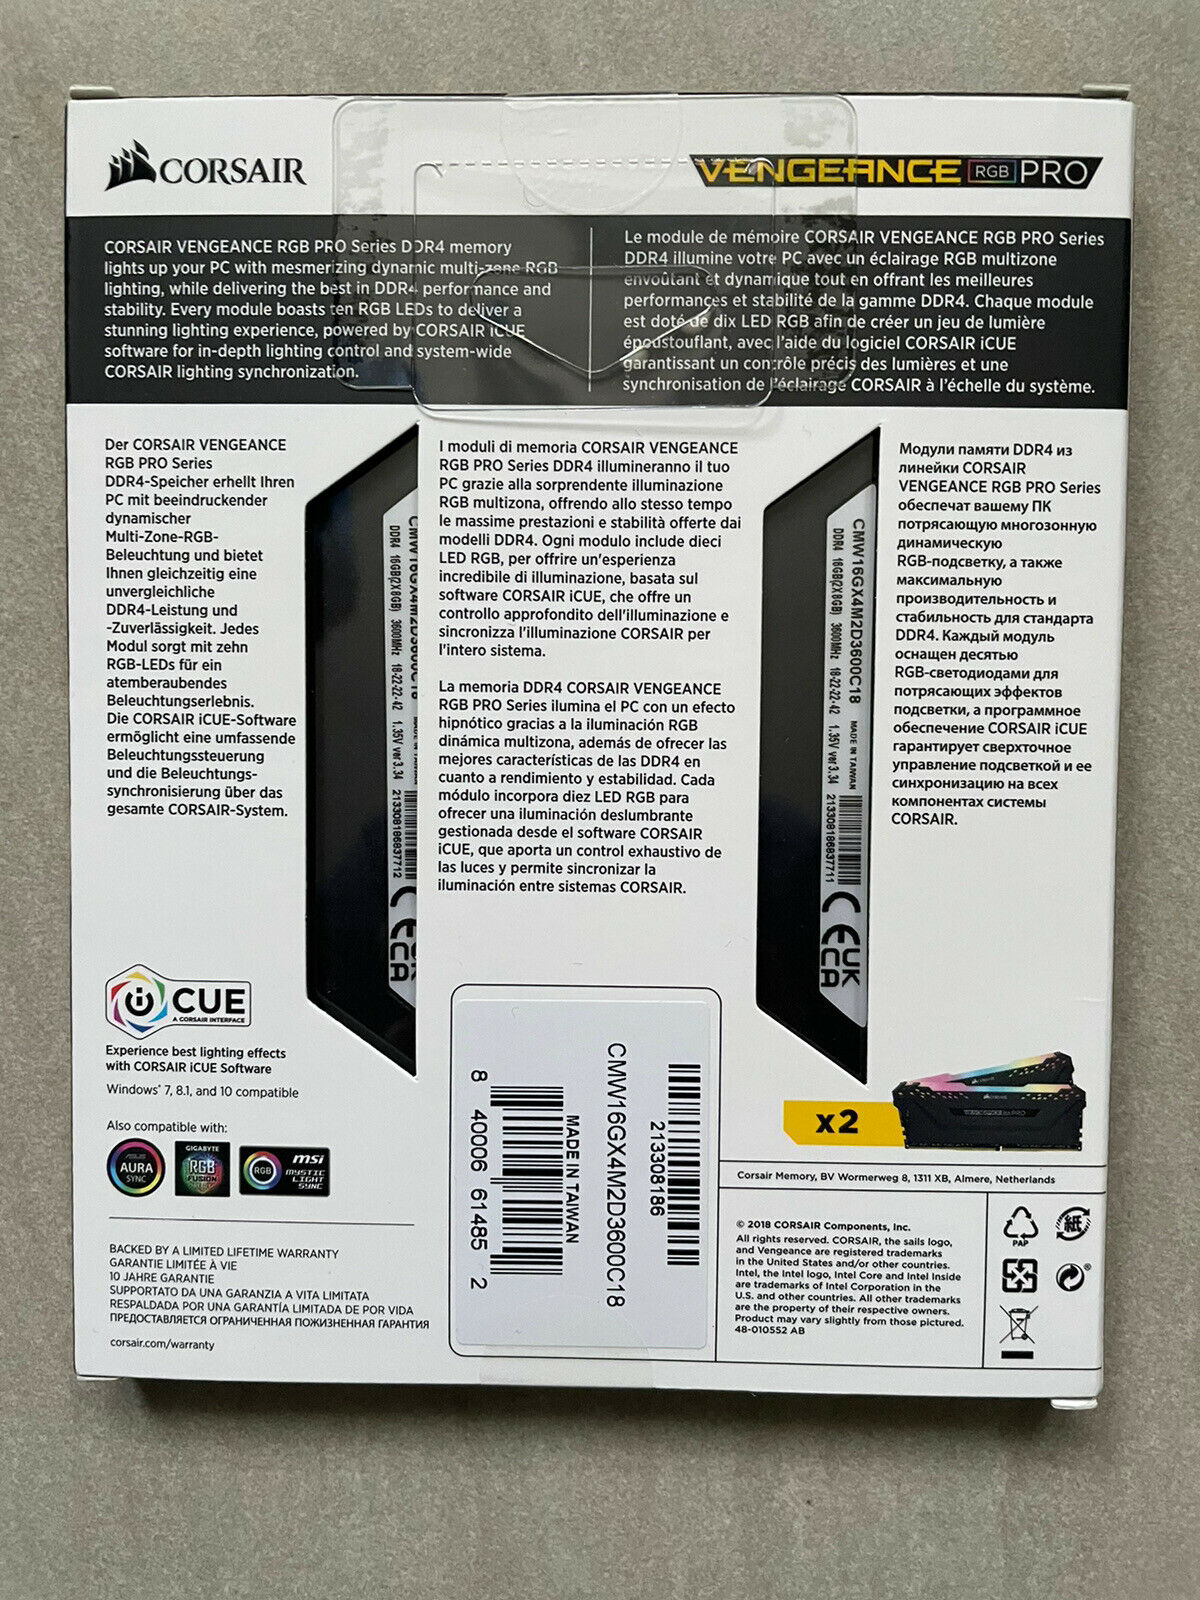 CORSAIR
VENGEANCE RGB PRO
CORSAIR VENGEANCE RGB PRO Series DDR4 memory
lights up your PC with mesmerizing dynamic multi-zone RGB
lighting, while delivering the best in DDR4 performance and
stability. Every module boasts ten RGB LEDs to deliver a
stunning lighting experience, powered by CORSAIR iCUE
software for in-depth lighting control and system-wide
CORSAIR lighting synchronization.
Le module de mémoire CORSAIR VENGEANCE RGB PRO Series
DDR4 illumine votre PC avec un éclairage RGB multizone
envoûtant et dynamique tout en offrant les meilleures
performances et stabilité de la gamme DDR4. Chaque module
est doté de dix LED RGB afin de créer un jeu de lumière
époustouflant, avec l'aide du logiciel CORSAIR iCUE
garantissant un contrôle précis des lumières et une
synchronisation de l'éclairage CORSAIR à l'échelle du système.
Der CORSAIR VENGEANCE
RGB PRO Series
DDR4-Speicher erhellt Ihren
PC mit beeindruckender
dynamischer
Multi-Zone-RGB-
Beleuchtung und bietet
Ihnen gleichzeitig eine
unvergleichliche
DDR4-Leistung und
-Zuverlässigkeit. Jedes
Modul sorgt mit zehn
RGB-LEDs für ein
atemberaubendes
Beleuchtungserlebnis.
Die CORSAIR iCUE-Software
ermöglicht eine umfassende
Beleuchtungssteuerung
und die Beleuchtungs-
synchronisierung über das
gesamte CORSAIR-System.
CMW16GX4M2D3600C18
DDR4 16GB(2X8GB) 3600MHz 18-22-22-42 1.35V ver3.34
213308186837712
UK
CA
I moduli di memoria CORSAIR VENGEANCE
RGB PRO Series DDR4 illumineranno il tuo
PC grazie alla sorprendente illuminazione
RGB multizona, offrendo allo stesso tempo
le massime prestazioni e stabilità offerte dai
modelli DDR4. Ogni modulo include dieci
LED RGB, per offrire un'esperienza
incredibile di illuminazione, basata sul
software CORSAIR iCUE, che offre un
controllo approfondito dell'illuminazione e
sincronizza l'illuminazione CORSAIR per
l'intero sistema.
La memoria DDR4 CORSAIR VENGEANCE
RGB PRO Series ilumina el PC con un efecto
hipnótico gracias a la iluminación RGB
dinámica multizona, además de ofrecer las
mejores características de las DDR4 en
cuanto a rendimiento y estabilidad. Cada
módulo incorpora diez LED RGB para
ofrecer una iluminación deslumbrante
gestionada desde el software CORSAIR
iCUE, que aporta un control exhaustivo de
las luces y permite sincronizar la
iluminación entre sistemas CORSAIR.
CMW16GX4M2D3600C18 MADE IN TAIWAN
DDR4 16GB(2X8GB) 3600MHz 18-22-22-42 1.35V ver3.34
213308186837711
CE
UK
CA
Модули памяти DDR4 из
линейки CORSAIR
VENGEANCE RGB PRO Series
обеспечат вашему ПК
потрясающую многозонную
динамическую
RGB-подсветку, а также
максимальную
производительность и
стабильность для стандарта
DDR4. Каждый модуль
оснащен десятью
RGB-светодиодами для
потрясающих эффектов
подсветки, а программное
обеспечение CORSAIR iCUE
гарантирует сверхточное
управление подсветкой и ее
синхронизацию на всех
компонентах системы
CORSAIR.
iCUE
A CORSAIR INTERFACE
Experience best lighting effects
with CORSAIR iCUE Software
Windows® 7, 8.1, and 10 compatible
Also compatible with:
ASUS
AURA
SYNC
GIGABYTE
RGB
FUSION
RGB
msi
MYSTIC
LIGHT
SYNC
BACKED BY A LIMITED LIFETIME WARRANTY
GARANTIE LIMITÉE À VIE
10 JAHRE GARANTIE
SUPPORTATO DA UNA GARANZIA A VITA LIMITATA
RESPALDADA POR UNA GARANTÍA LIMITADA DE POR VIDA
ПРЕДОСТАВЛЯЕТСЯ ОГРАНИЧЕННАЯ ПОЖИЗНЕННАЯ ГАРАНТИЯ
corsair.com/warranty
213308186
CMW16GX4M2D3600C18
MADE IN TAIWAN
8 40006 61485 2
x2
VENGEANCE RGB PRO
Corsair Memory, BV Wormerweg 8, 1311 XB, Almere, Netherlands
© 2018 CORSAIR Components, Inc.
All rights reserved. CORSAIR, the sails logo,
and Vengeance are registered trademarks
in the United States and/or other countries.
Intel, the Intel logo, Intel Core and Intel Inside
are trademarks of Intel Corporation in the
U.S. and other countries. All other trademarks
are the property of their respective owners.
Product may vary slightly from those pictured.
48-010552 AB
PAP
紙